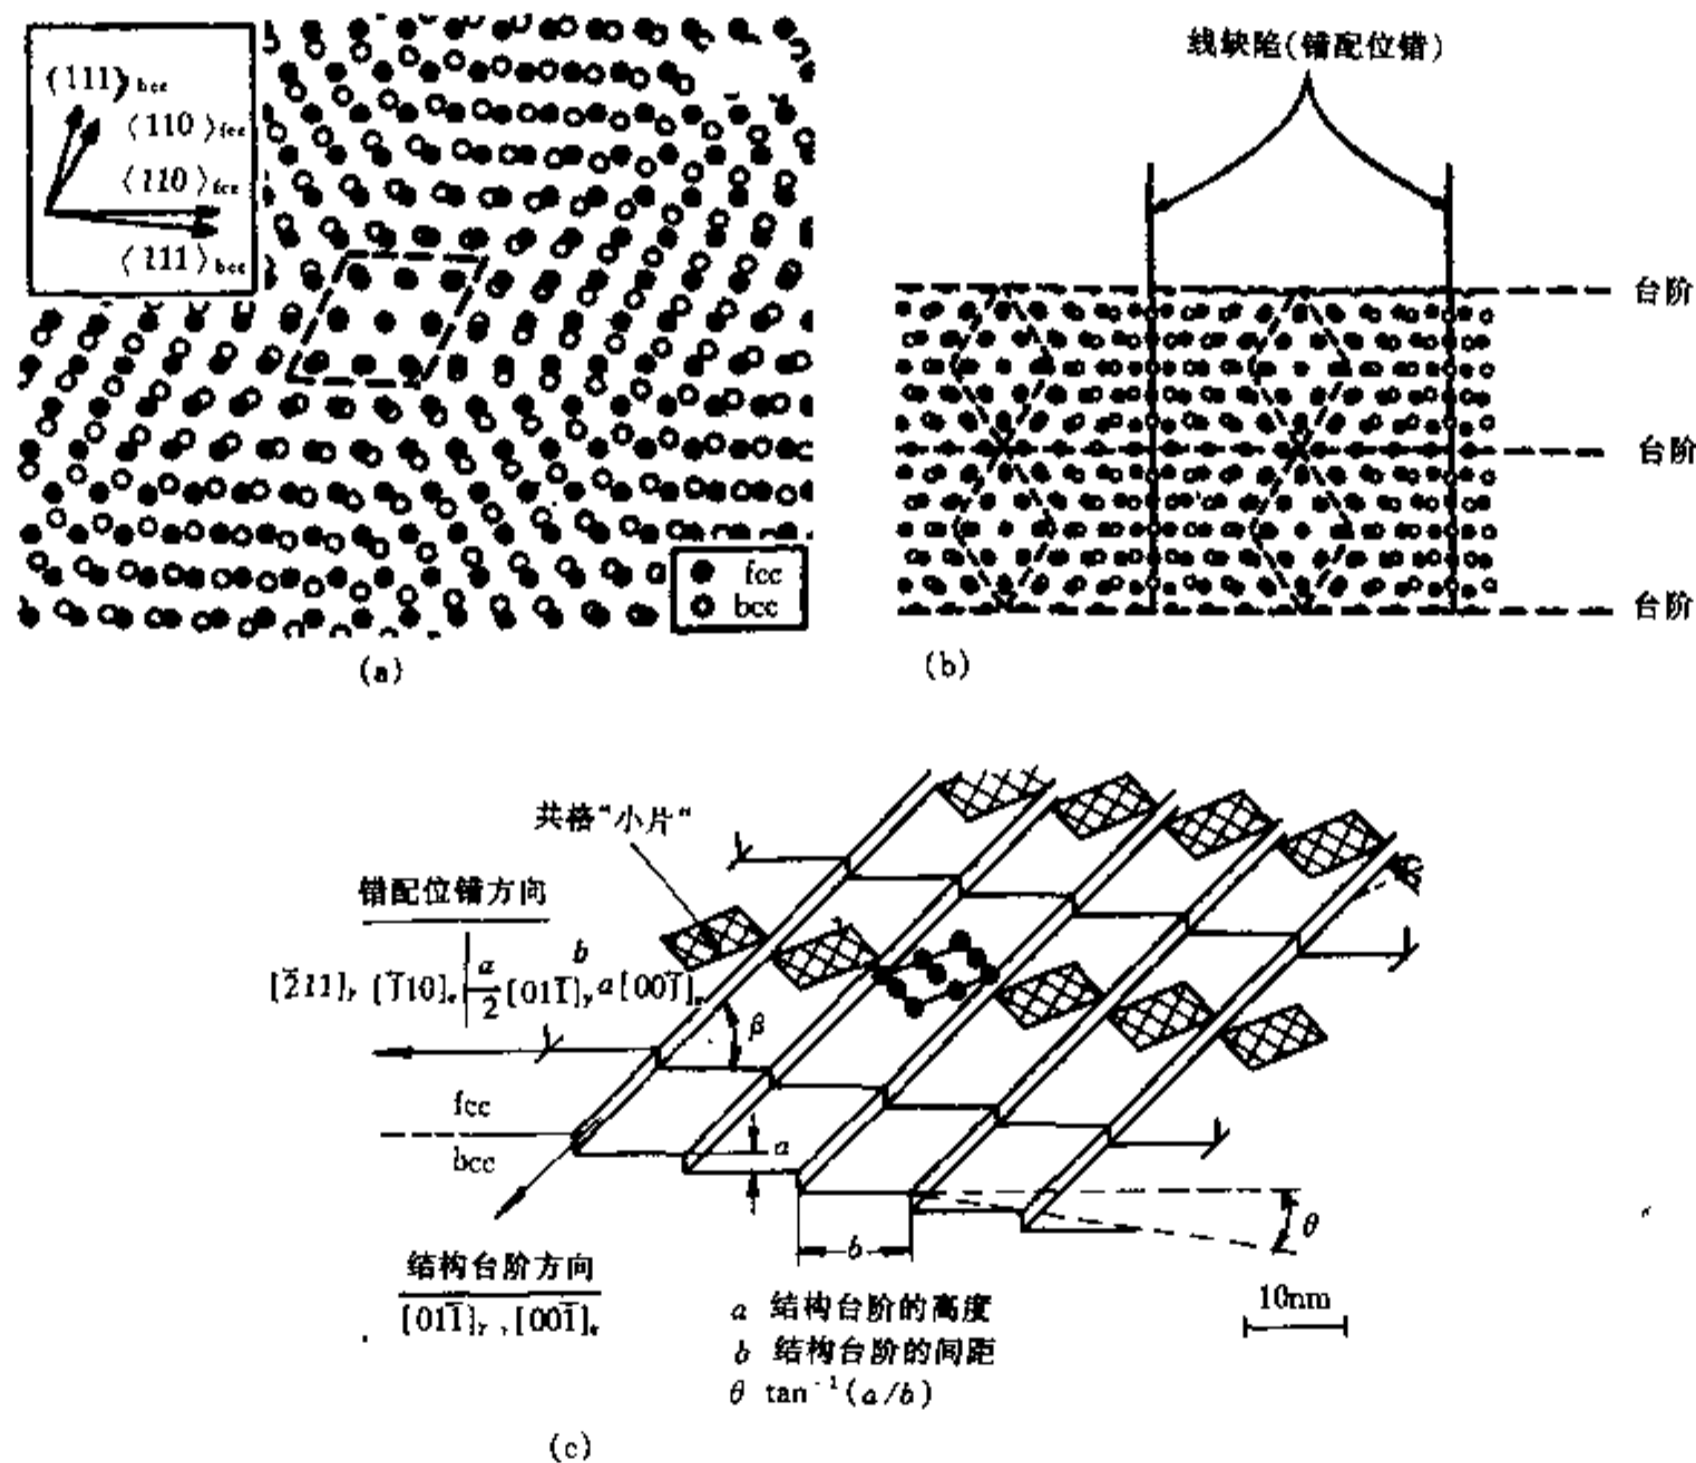 ⟨111⟩bcc
⟨110⟩fcc
⟨110⟩fcc
⟨111⟩bcc
fcc
bcc
(a)
线缺陷(错配位错)
台阶
台阶
台阶
(b)
共格"小片"
错配位错方向
b
[2̄11]γ [1̄10]α a/2[011̄]γ a[001̄]α
β
fcc
bcc
a
b
θ
结构台阶方向
[011̄]γ,[001̄]α
a 结构台阶的高度
b 结构台阶的间距
θ tan⁻¹(a/b)
10nm
(c)